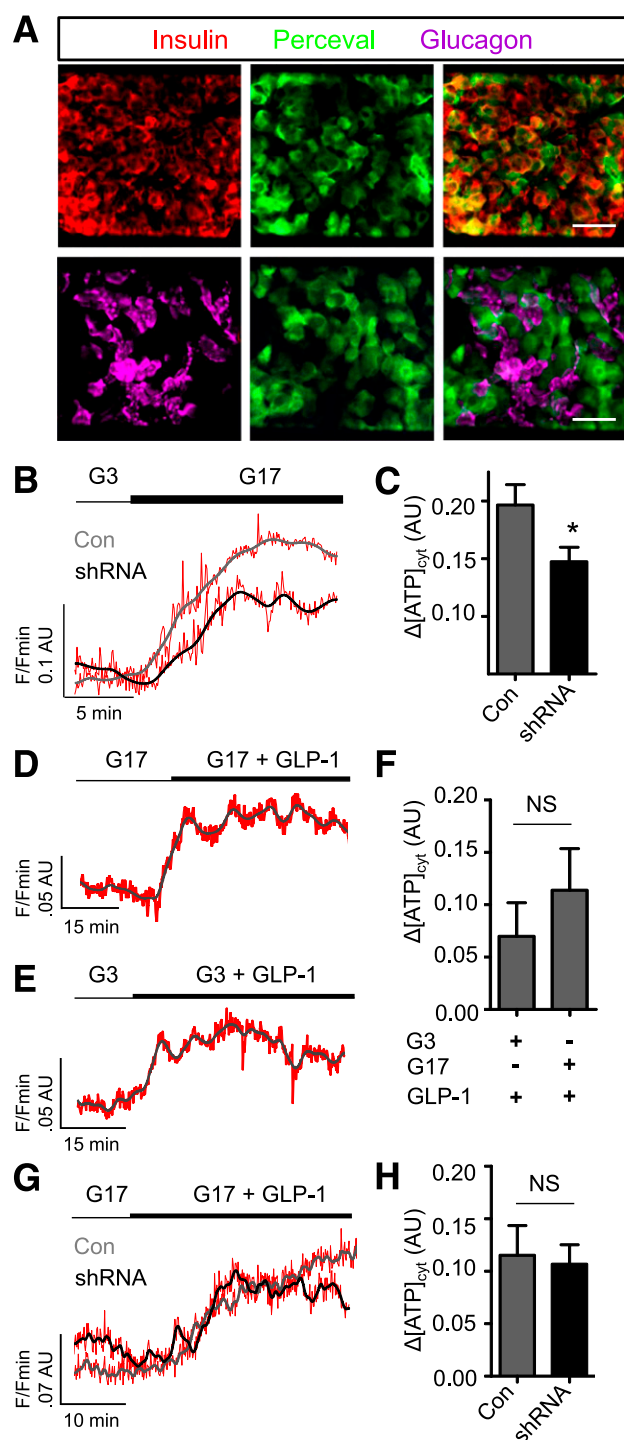 A
Insulin Perceval Glucagon
B
G3 G17
Con
shRNA
F/Fmin
0.1 AU
5 min
C
Δ[ATP]cyt (AU)
0.20
0.15
0.10
*
Con
shRNA
D
G17 G17 + GLP-1
F/Fmin
.05 AU
15 min
E
G3 G3 + GLP-1
F/Fmin
.05 AU
15 min
F
NS
Δ[ATP]cyt (AU)
0.20
0.15
0.10
0.05
0.00
G3 + -
G17 - +
GLP-1 + +
G
G17 G17 + GLP-1
Con
shRNA
F/Fmin
.07 AU
10 min
H
NS
Δ[ATP]cyt (AU)
0.20
0.15
0.10
0.05
0.00
Con
shRNA